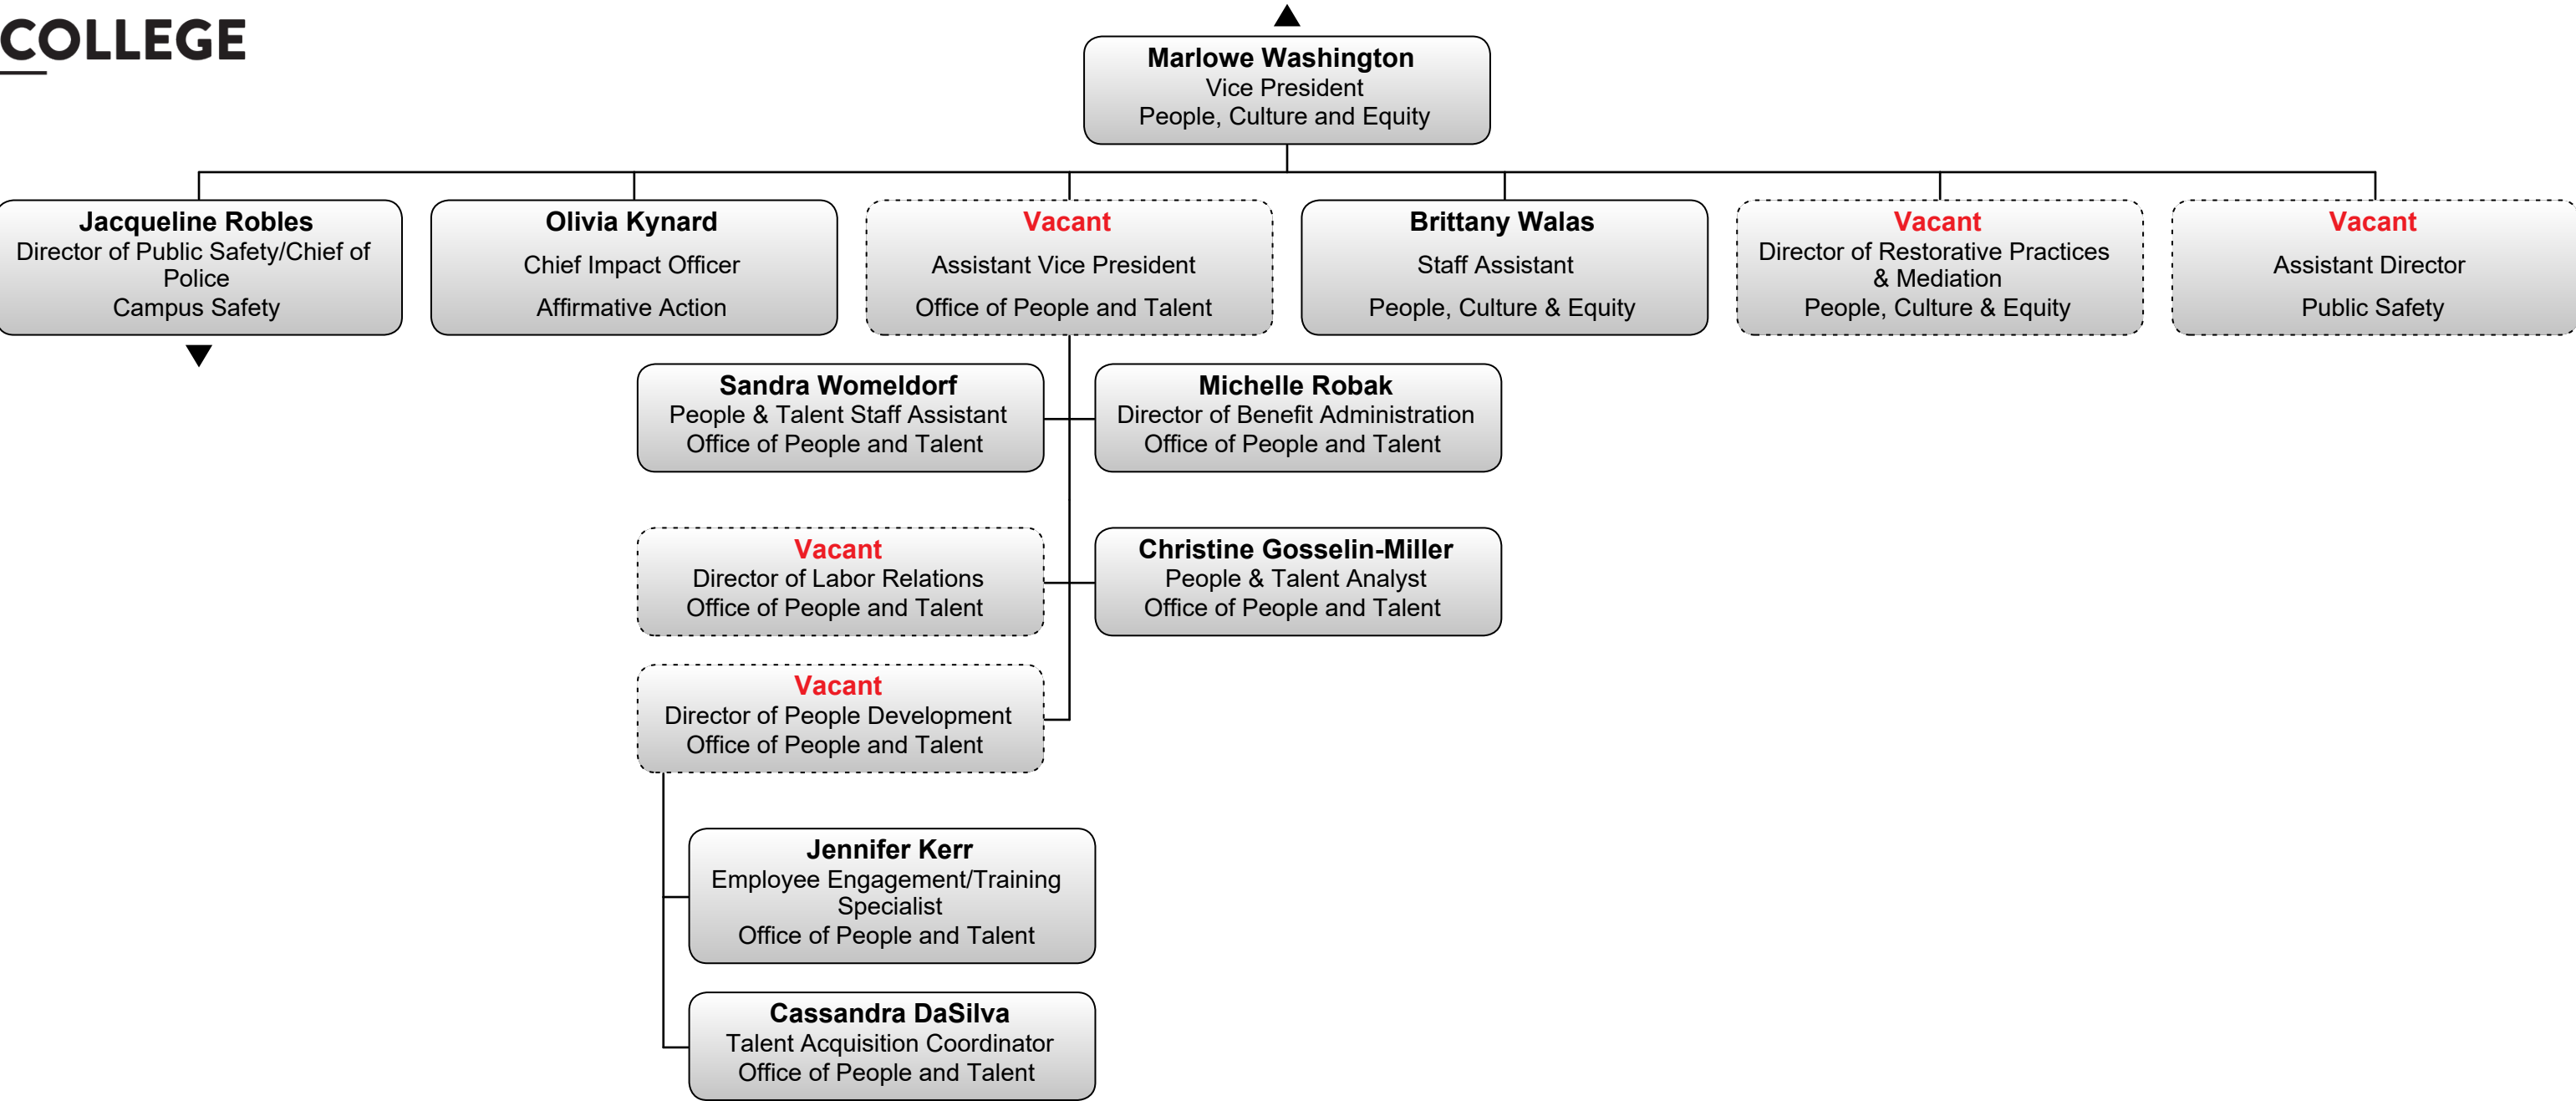 COLLEGE
Marlowe Washington
Vice President
People, Culture and Equity
Jacqueline Robles
Director of Public Safety/Chief of
Police
Campus Safety
Olivia Kynard
Chief Impact Officer
Affirmative Action
Vacant
Assistant Vice President
Office of People and Talent
Brittany Walas
Staff Assistant
People, Culture & Equity
Vacant
Director of Restorative Practices
& Mediation
People, Culture & Equity
Vacant
Assistant Director
Public Safety
Sandra Womeldorf
People & Talent Staff Assistant
Office of People and Talent
Michelle Robak
Director of Benefit Administration
Office of People and Talent
Vacant
Director of Labor Relations
Office of People and Talent
Christine Gosselin-Miller
People & Talent Analyst
Office of People and Talent
Vacant
Director of People Development
Office of People and Talent
Jennifer Kerr
Employee Engagement/Training
Specialist
Office of People and Talent
Cassandra DaSilva
Talent Acquisition Coordinator
Office of People and Talent